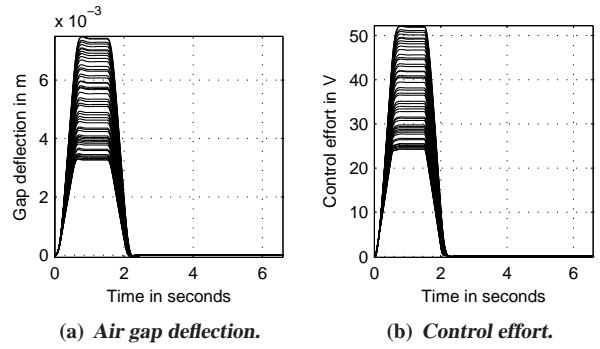 x 10⁻³
6
4
2
0
Gap deflection in m
0 2 4 6
Time in seconds
(a) Air gap deflection.
50
40
30
20
10
0
Control effort in V
0 2 4 6
Time in seconds
(b) Control effort.